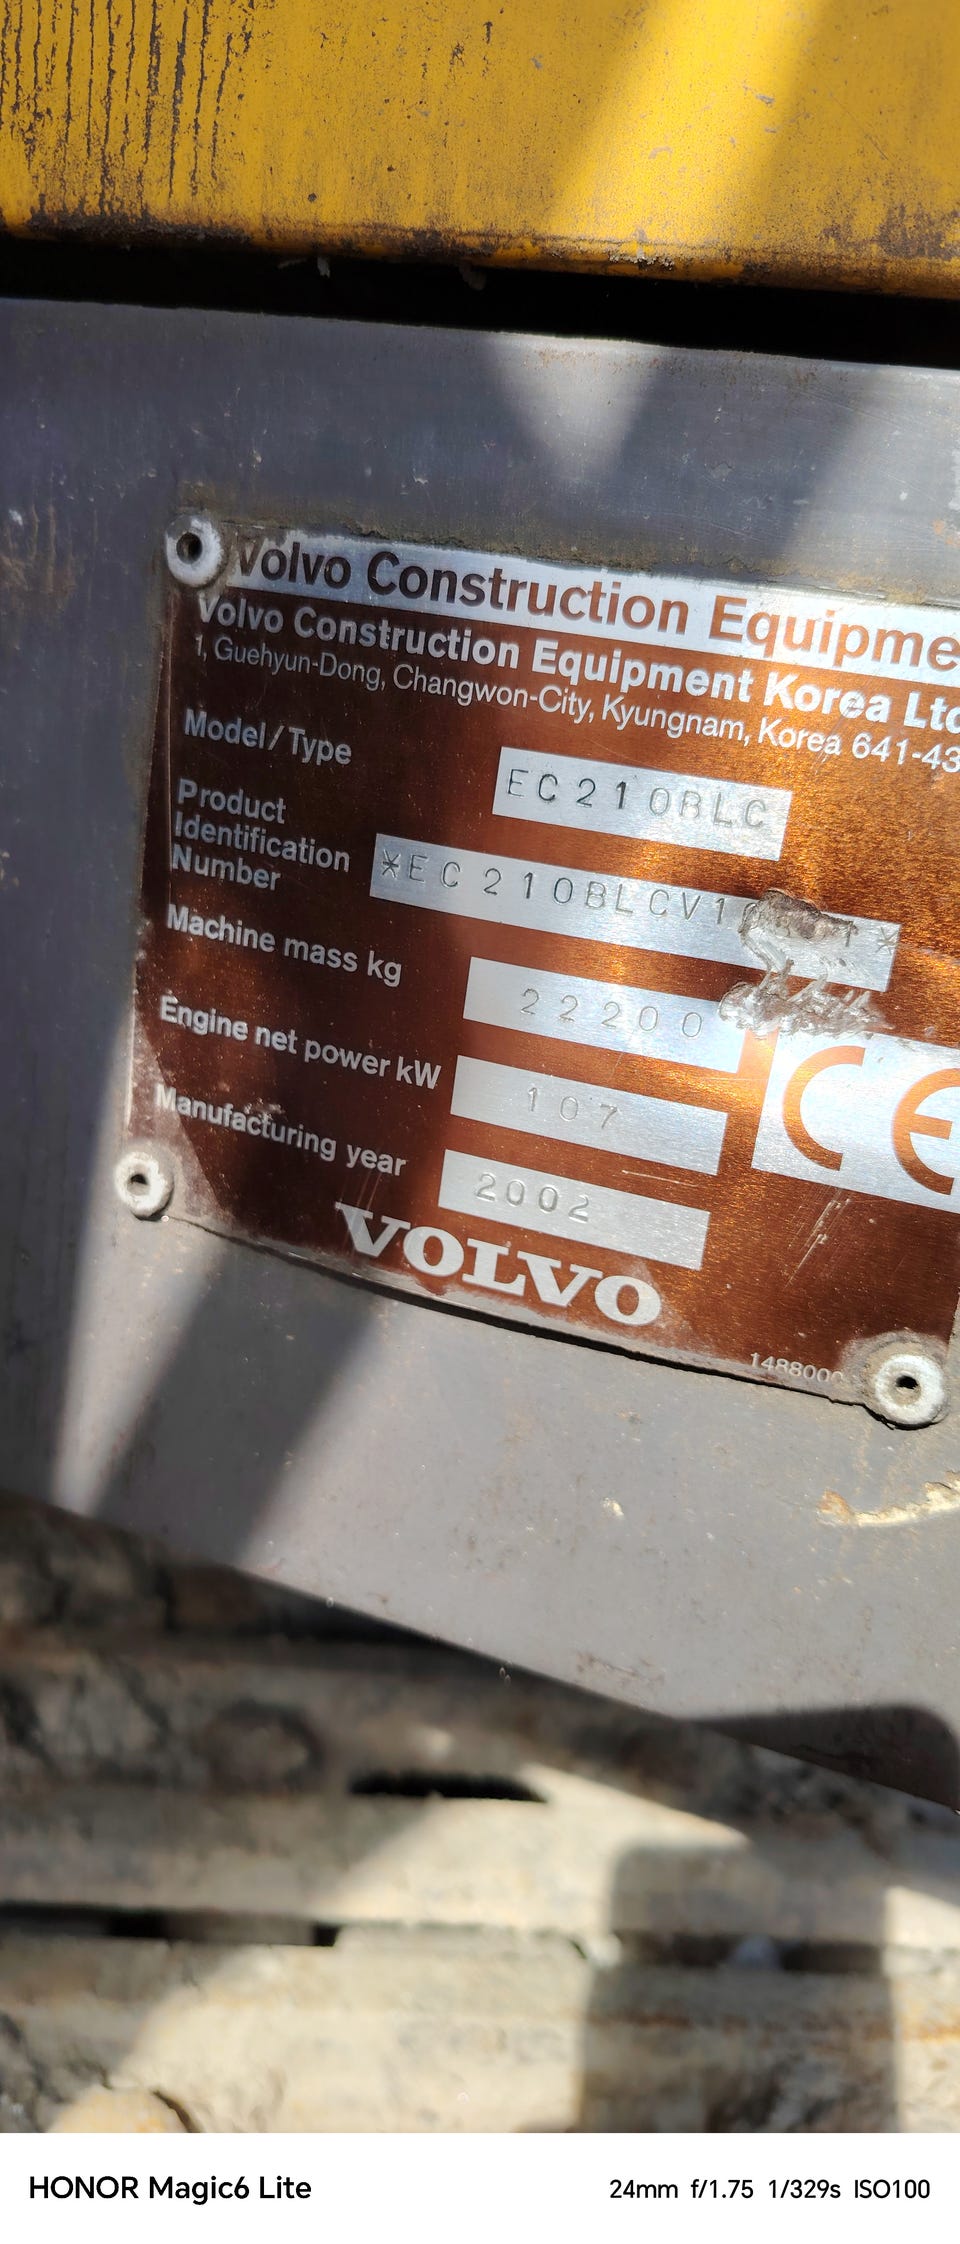 Volvo Construction Equipme
Volvo Construction Equipment Korea Ltd
1, Guehyun-Dong, Changwon-City, Kyungnam, Korea 641-43
Model/Type EC210BLC
Product
Identification
Number
Machine mass kg 22200
Engine net power kW 107
CE
Manufacturing year 2002
VOLVO
HONOR Magic6 Lite
24mm f/1.75 1/329s ISO100